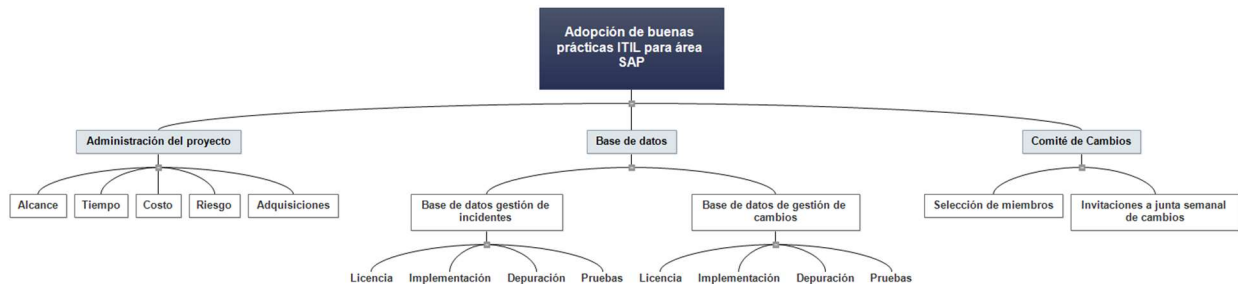 Adopción de buenas
prácticas ITIL para área
SAP
Administración del proyecto
Base de datos
Comité de Cambios
Alcance
Tiempo
Costo
Riesgo
Adquisiciones
Base de datos gestión de
incidentes
Base de datos de gestión de
cambios
Selección de miembros
Invitaciones a junta semanal
de cambios
Licencia
Implementación
Depuración
Pruebas
Licencia
Implementación
Depuración
Pruebas